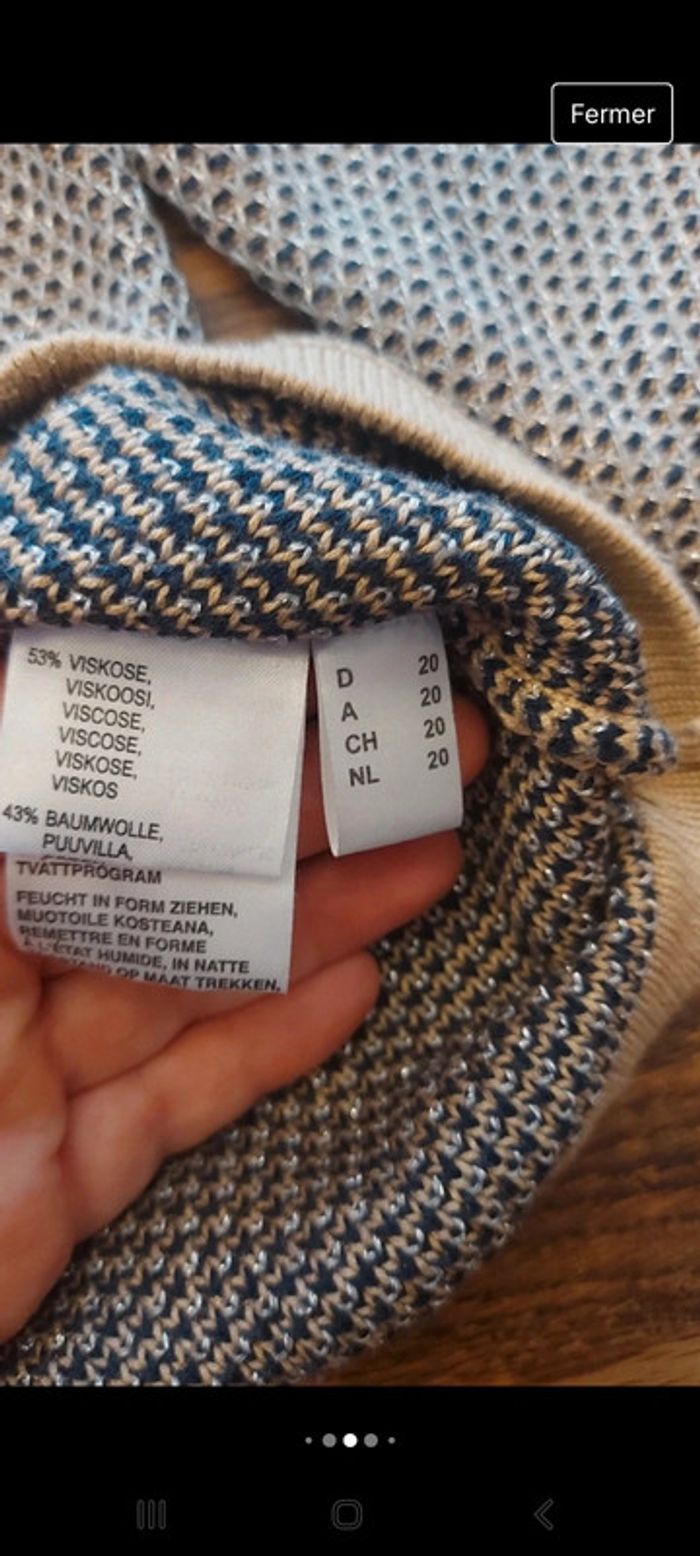 Fermer
53% VISKOSE,
VISKOOSI,
VISCOSE,
VISCOSE,
VISKOSE,
VISKOS
43% BAUMWOLLE,
PUUVILLA,
TVÄTTPROGRAM
FEUCHT IN FORM ZIEHEN,
MUOTOILE KOSTEANA,
REMETTRE EN FORME
À L'ÉTAT HUMIDE, IN NATTE
OP MAAT TREKKEN,
D 20
A 20
CH 20
NL 20